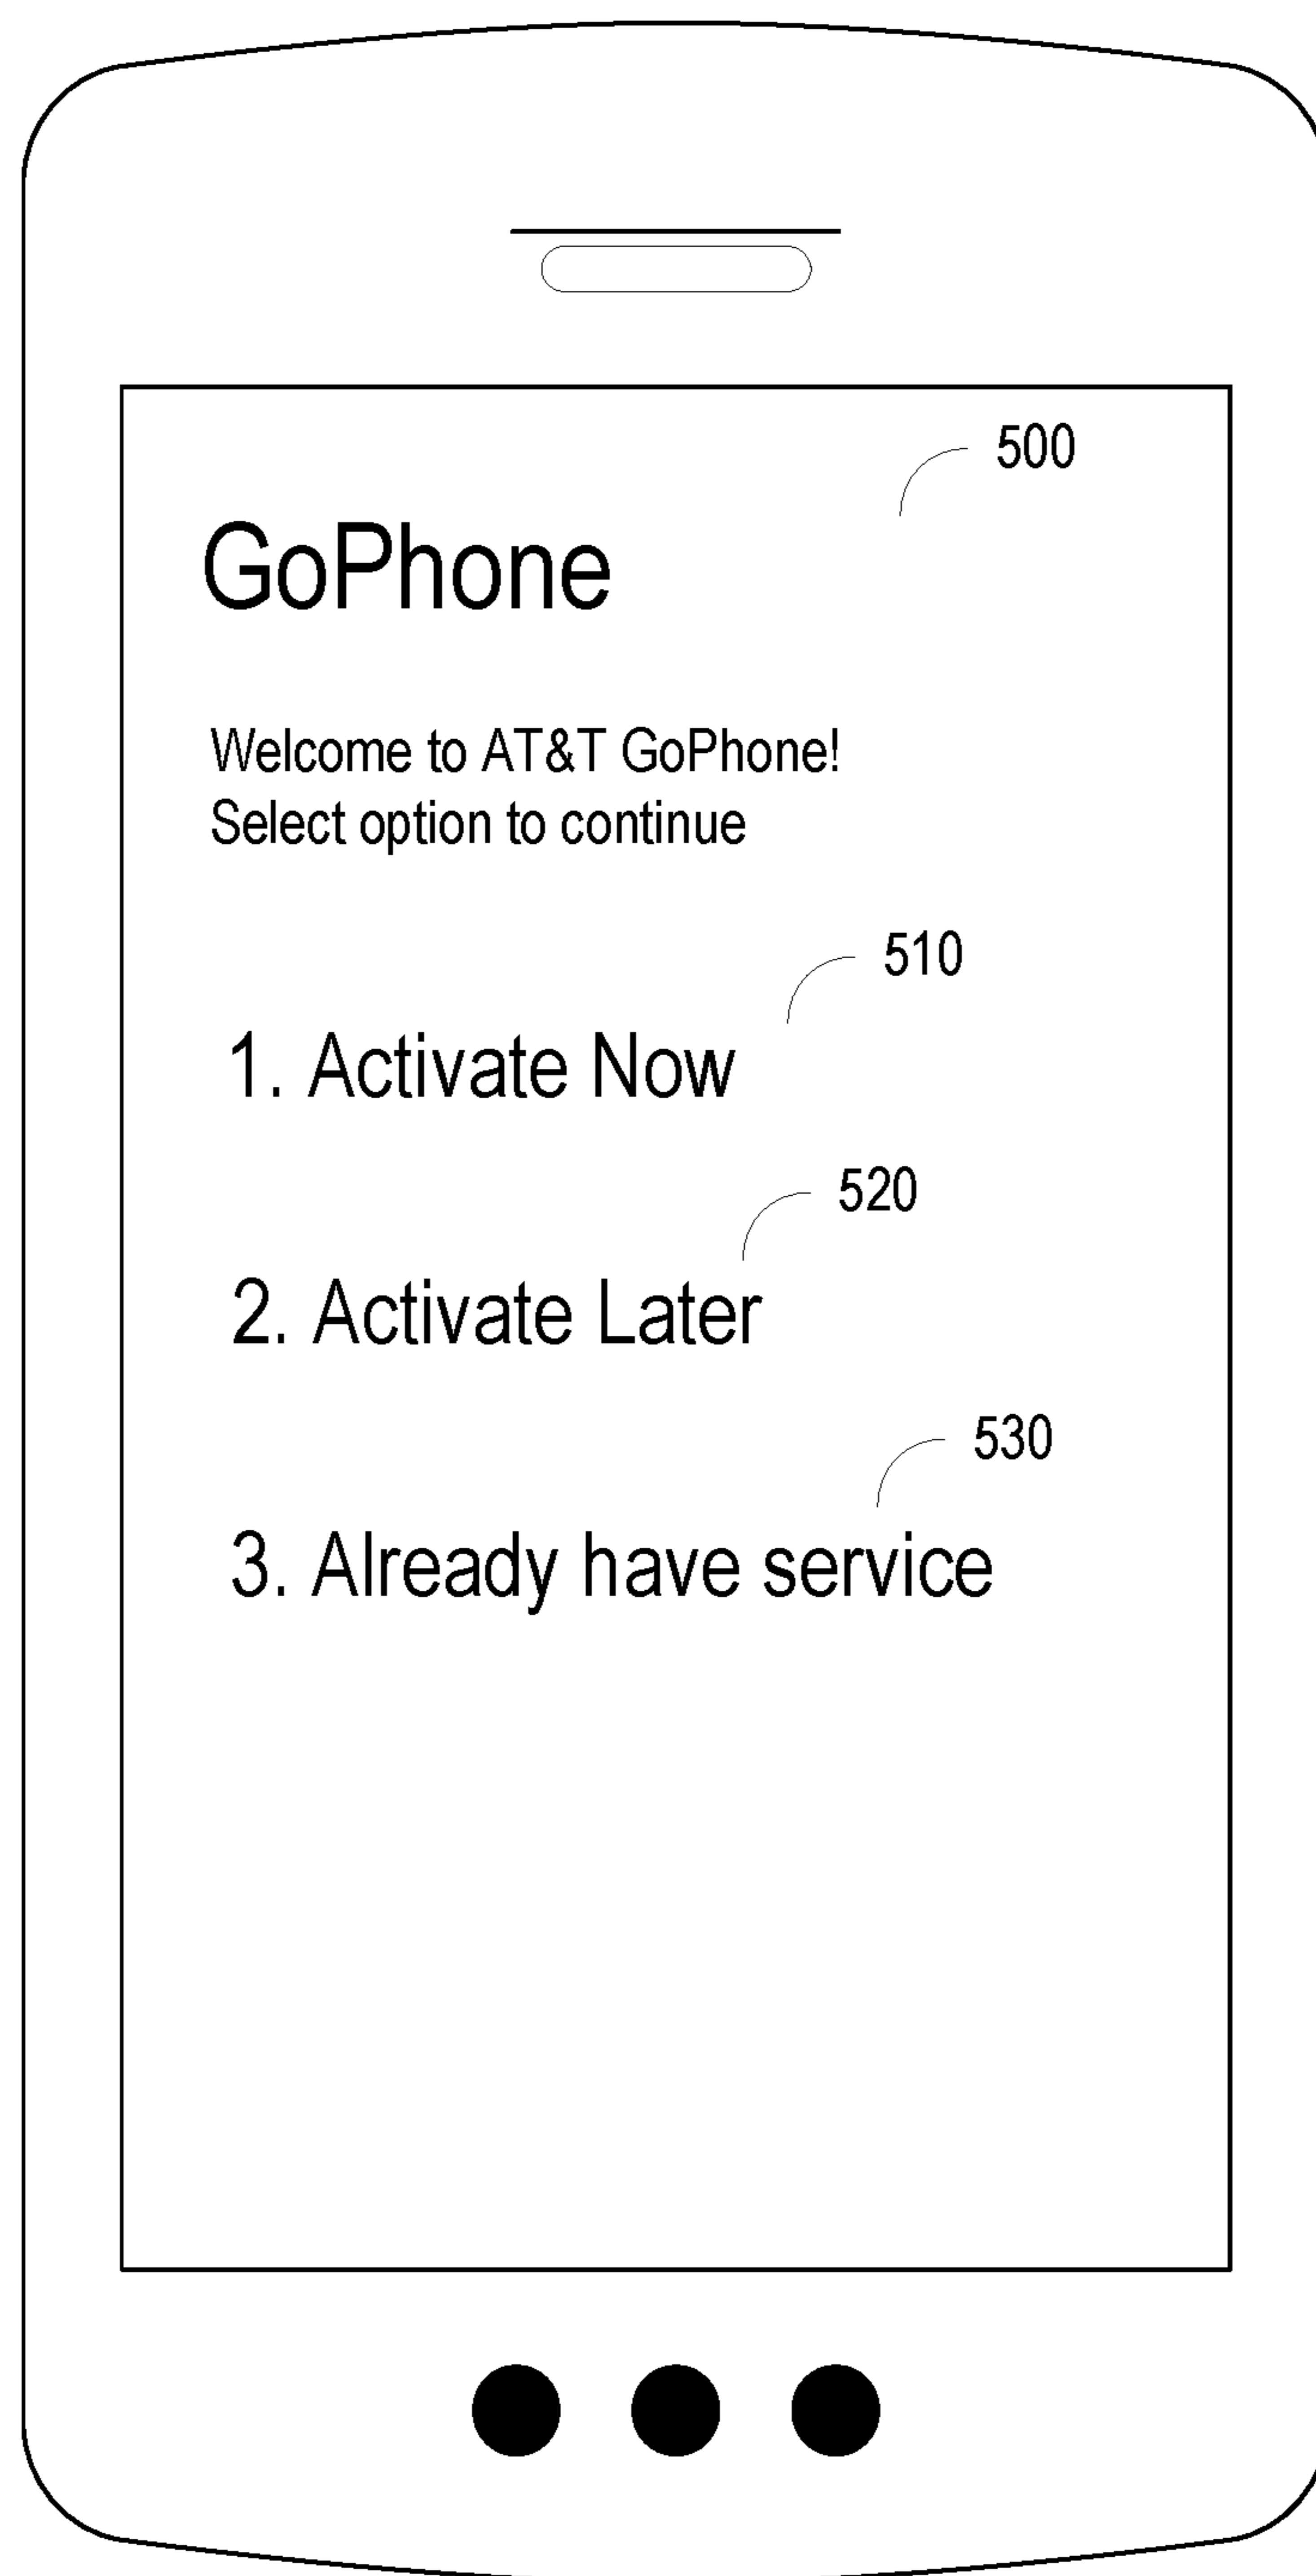 500
GoPhone
Welcome to AT&T GoPhone!
Select option to continue
510
1. Activate Now
520
2. Activate Later
530
3. Already have service